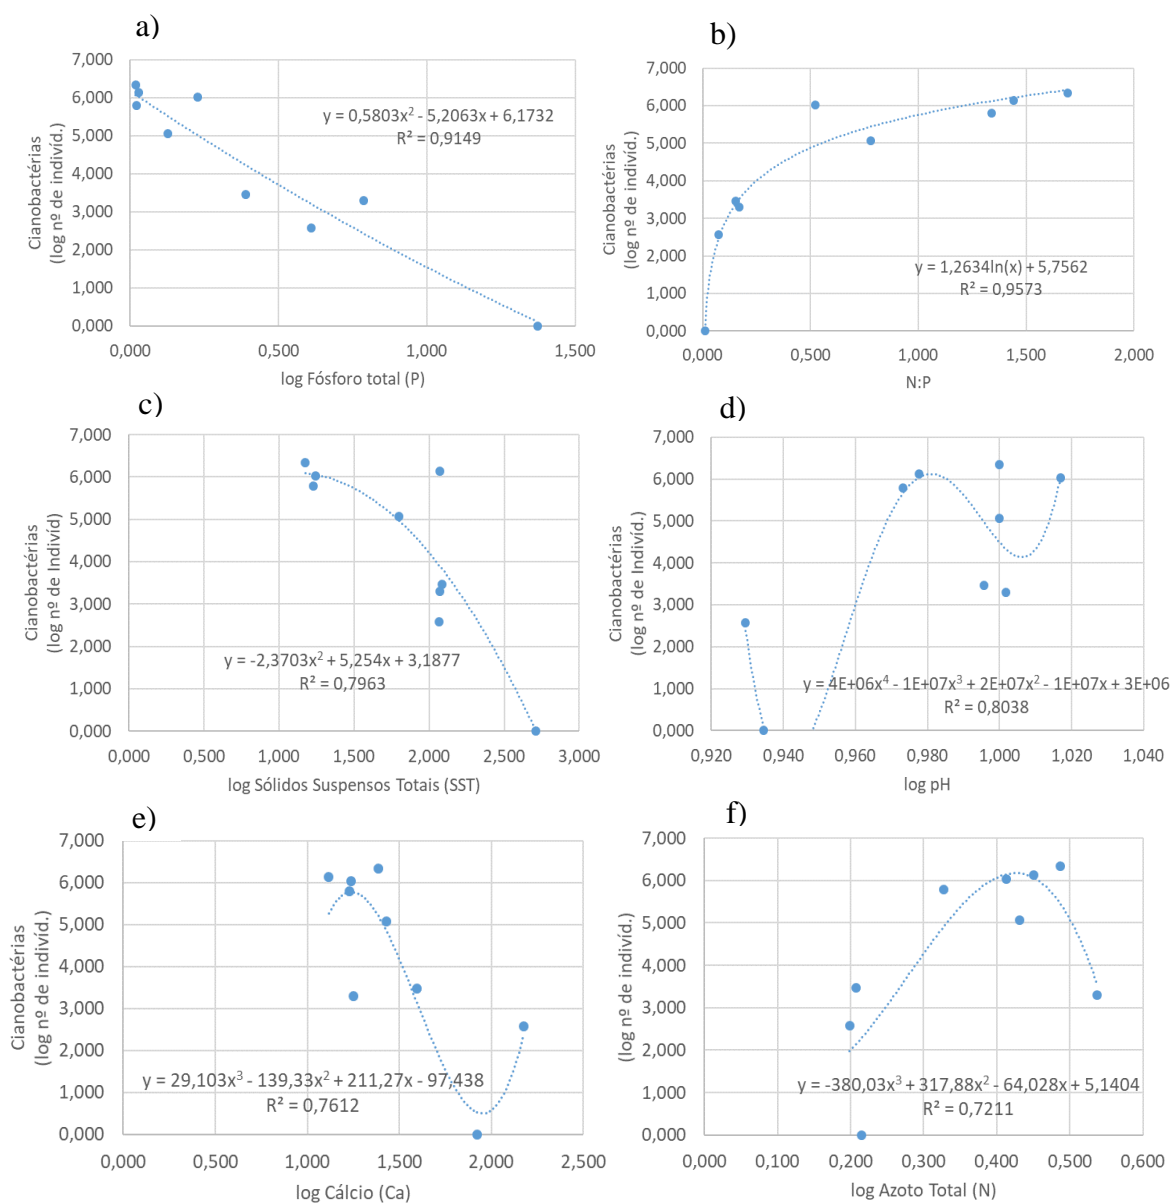 a)
7,000
6,000
5,000
4,000
3,000
2,000
1,000
0,000
Cianobactérias
(log nº de indivíd.)
y = 0,5803x² - 5,2063x + 6,1732
R² = 0,9149
0,000 0,500 1,000 1,500
log Fósforo total (P)
b)
7,000
6,000
5,000
4,000
3,000
2,000
1,000
0,000
Cianobactérias
(log nº de indivíd.)
y = 1,2634ln(x) + 5,7562
R² = 0,9573
0,000 0,500 1,000 1,500 2,000
N:P
c)
7,000
6,000
5,000
4,000
3,000
2,000
1,000
0,000
Cianobactérias
(log nº de Indivíd)
y = -2,3703x² + 5,254x + 3,1877
R² = 0,7963
0,000 0,500 1,000 1,500 2,000 2,500 3,000
log Sólidos Suspensos Totais (SST)
d)
7,000
6,000
5,000
4,000
3,000
2,000
1,000
0,000
Cianobactérias
(log nº de Indivíd.)
y = 4E+06x⁴ - 1E+07x³ + 2E+07x² - 1E+07x + 3E+06
R² = 0,8038
0,920 0,940 0,960 0,980 1,000 1,020 1,040
log pH
e)
7,000
6,000
5,000
4,000
3,000
2,000
1,000
0,000
Cianobactérias
(log nº de indivíd.)
y = 29,103x³ - 139,33x² + 211,27x - 97,438
R² = 0,7612
0,000 0,500 1,000 1,500 2,000 2,500
log Cálcio (Ca)
f)
7,000
6,000
5,000
4,000
3,000
2,000
1,000
0,000
Cianobactérias
(log nº de indivíd.)
y = -380,03x³ + 317,88x² - 64,028x + 5,1404
R² = 0,7211
0,000 0,100 0,200 0,300 0,400 0,500 0,600
log Azoto Total (N)